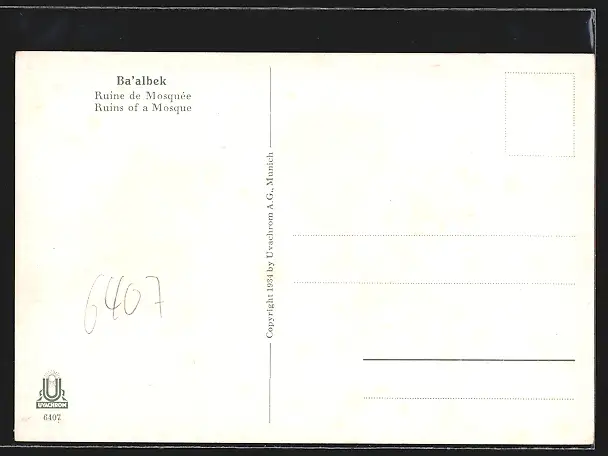 Ba'albek
Ruine de Mosquée
Ruins of a Mosque
Copyright 1934 by Uvachrom A.G., Munich
6407
U
UVACHROM
6407